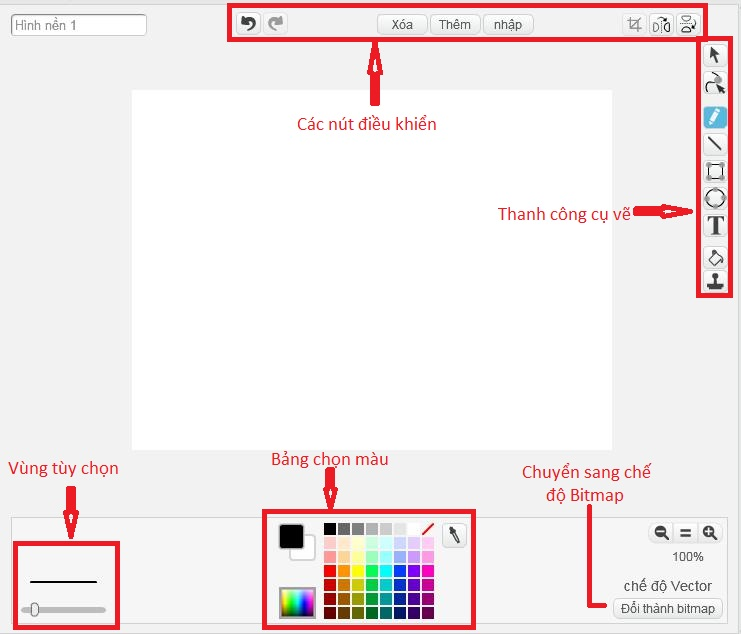 Hình nền 1
Xóa
Thêm
nhập
Các nút điều khiển
Thanh công cụ vẽ
T
Vùng tùy chọn
Bảng chọn màu
Chuyển sang chế
độ Bitmap
100%
chế độ Vector
Đổi thành bitmap